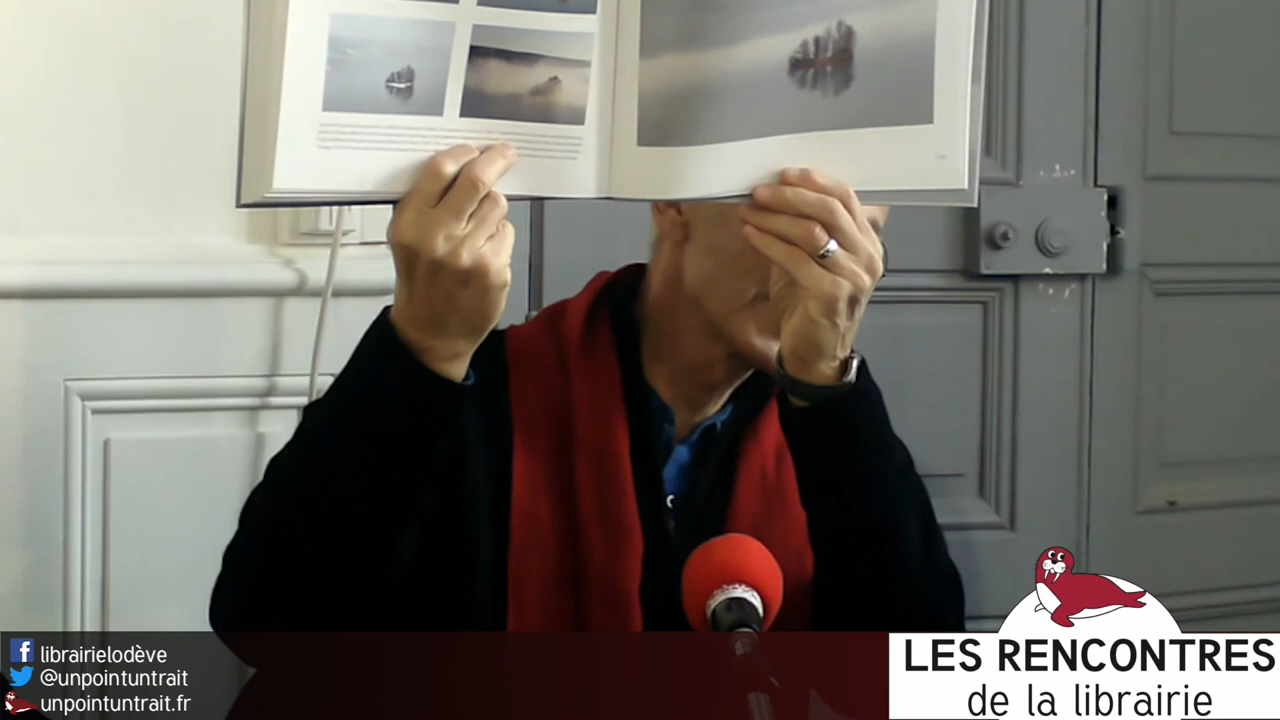 librairielodève
@unpointuntrait
unpointuntrait.fr
LES RENCONTRES
de la librairie